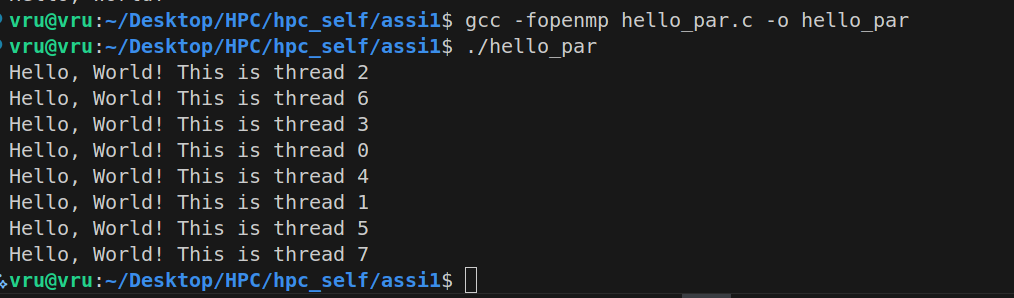 vru@vru:~/Desktop/HPC/hpc_self/assi1$ gcc -fopenmp hello_par.c -o hello_par
vru@vru:~/Desktop/HPC/hpc_self/assi1$ ./hello_par
Hello, World! This is thread 2
Hello, World! This is thread 6
Hello, World! This is thread 3
Hello, World! This is thread 0
Hello, World! This is thread 4
Hello, World! This is thread 1
Hello, World! This is thread 5
Hello, World! This is thread 7
vru@vru:~/Desktop/HPC/hpc_self/assi1$